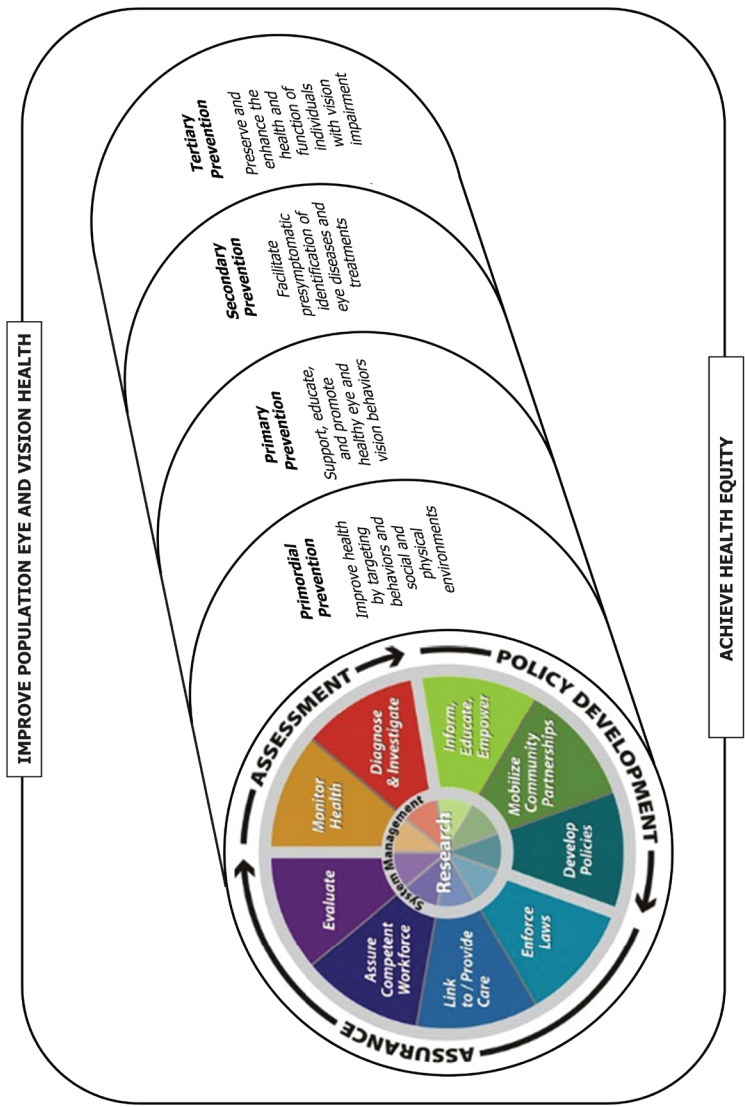 IMPROVE POPULATION EYE AND VISION HEALTH
ASSESSMENT
POLICY DEVELOPMENT
ASSURANCE
Monitor
Health
Diagnose
& Investigate
Inform,
Educate,
Empower
Mobilize
Community
Partnerships
Develop
Policies
Enforce
Laws
Link
to / Provide
Care
Assure
Competent
Workforce
Evaluate
System Management
Research
Primordial
Prevention
Improve health
by targeting
behaviors and
social and
physical
environments
Primary
Prevention
Support, educate,
and promote
healthy eye and
vision behaviors
Secondary
Prevention
Facilitate
presymptomatic
identification of
eye diseases and
treatments
Tertiary
Prevention
Preserve and
enhance the
health and
function of
individuals
with vision
impairment
ACHIEVE HEALTH EQUITY